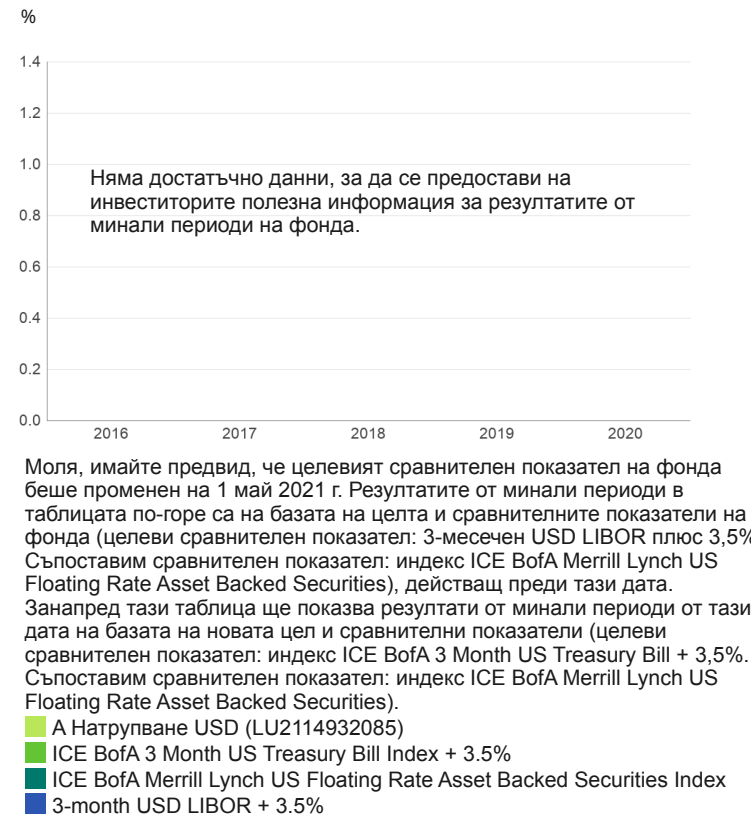 %
1.4
1.2
1.0
0.8
0.6
0.4
0.2
0.0
Няма достатъчно данни, за да се предостави на
инвеститорите полезна информация за резултатите от
минали периоди на фонда.
2016 2017 2018 2019 2020
Моля, имайте предвид, че целевият сравнителен показател на фонда
беше променен на 1 май 2021 г. Резултатите от минали периоди в
таблицата по-горе са на базата на целта и сравнителните показатели на
фонда (целеви сравнителен показател: 3-месечен USD LIBOR плюс 3,5%
Съпоставим сравнителен показател: индекс ICE BofA Merrill Lynch US
Floating Rate Asset Backed Securities), действащ преди тази дата.
Занапред тази таблица ще показва резултати от минали периоди от тази
дата на базата на новата цел и сравнителни показатели (целеви
сравнителен показател: индекс ICE BofA 3 Month US Treasury Bill + 3,5%.
Съпоставим сравнителен показател: индекс ICE BofA Merrill Lynch US
Floating Rate Asset Backed Securities).
A Натрупване USD (LU2114932085)
ICE BofA 3 Month US Treasury Bill Index + 3.5%
ICE BofA Merrill Lynch US Floating Rate Asset Backed Securities Index
3-month USD LIBOR + 3.5%